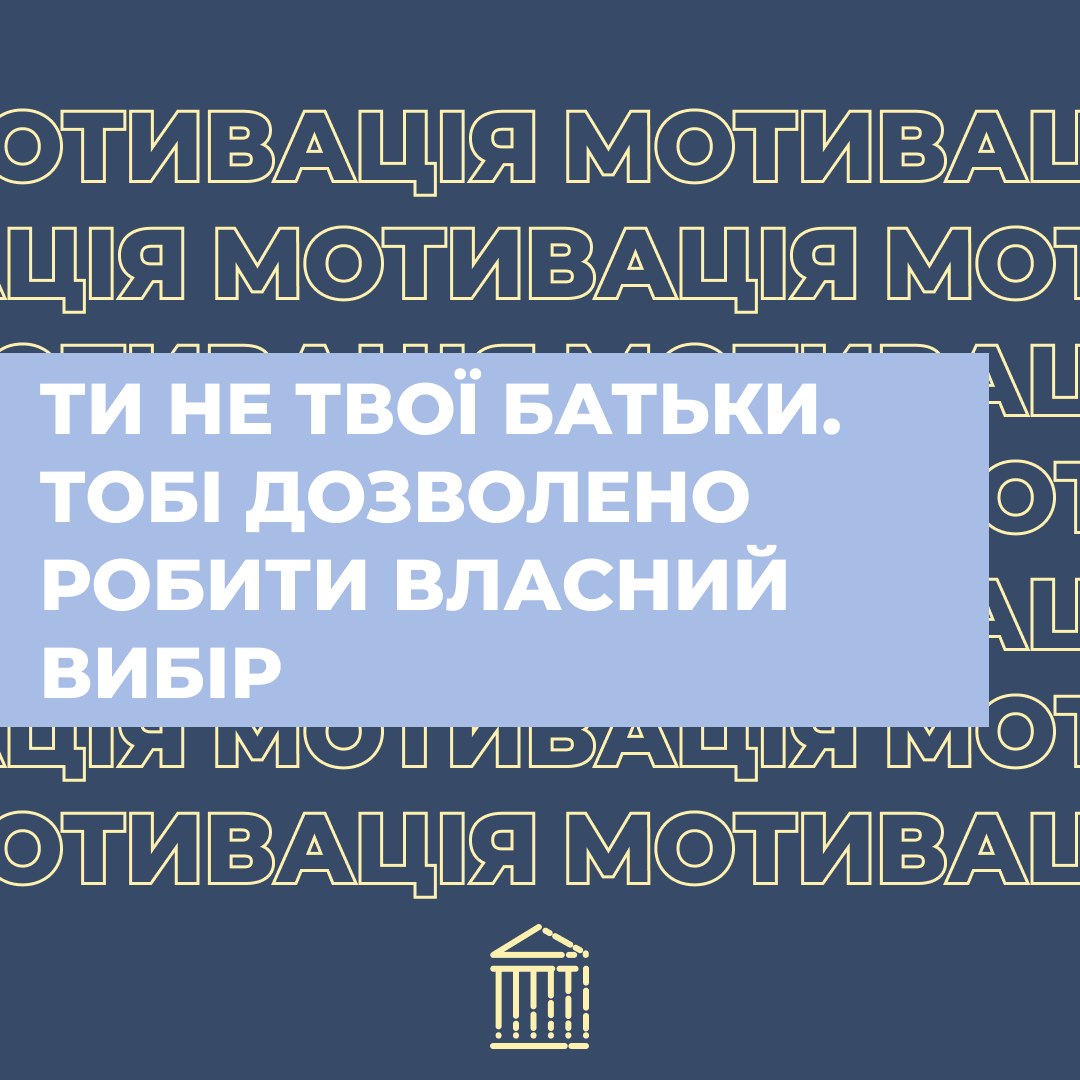 ОТИВАЦІЯ МОТИВАЦ
АЦІЯ МОТИВАЦІЯ МОТ
ТИ НЕ ТВОЇ БАТЬКИ.
ТОБІ ДОЗВОЛЕНО
РОБИТИ ВЛАСНИЙ
ВИБІР
АЦІЯ МОТИВАЦІЯ МОТ
ОТИВАЦІЯ МОТИВАЦ